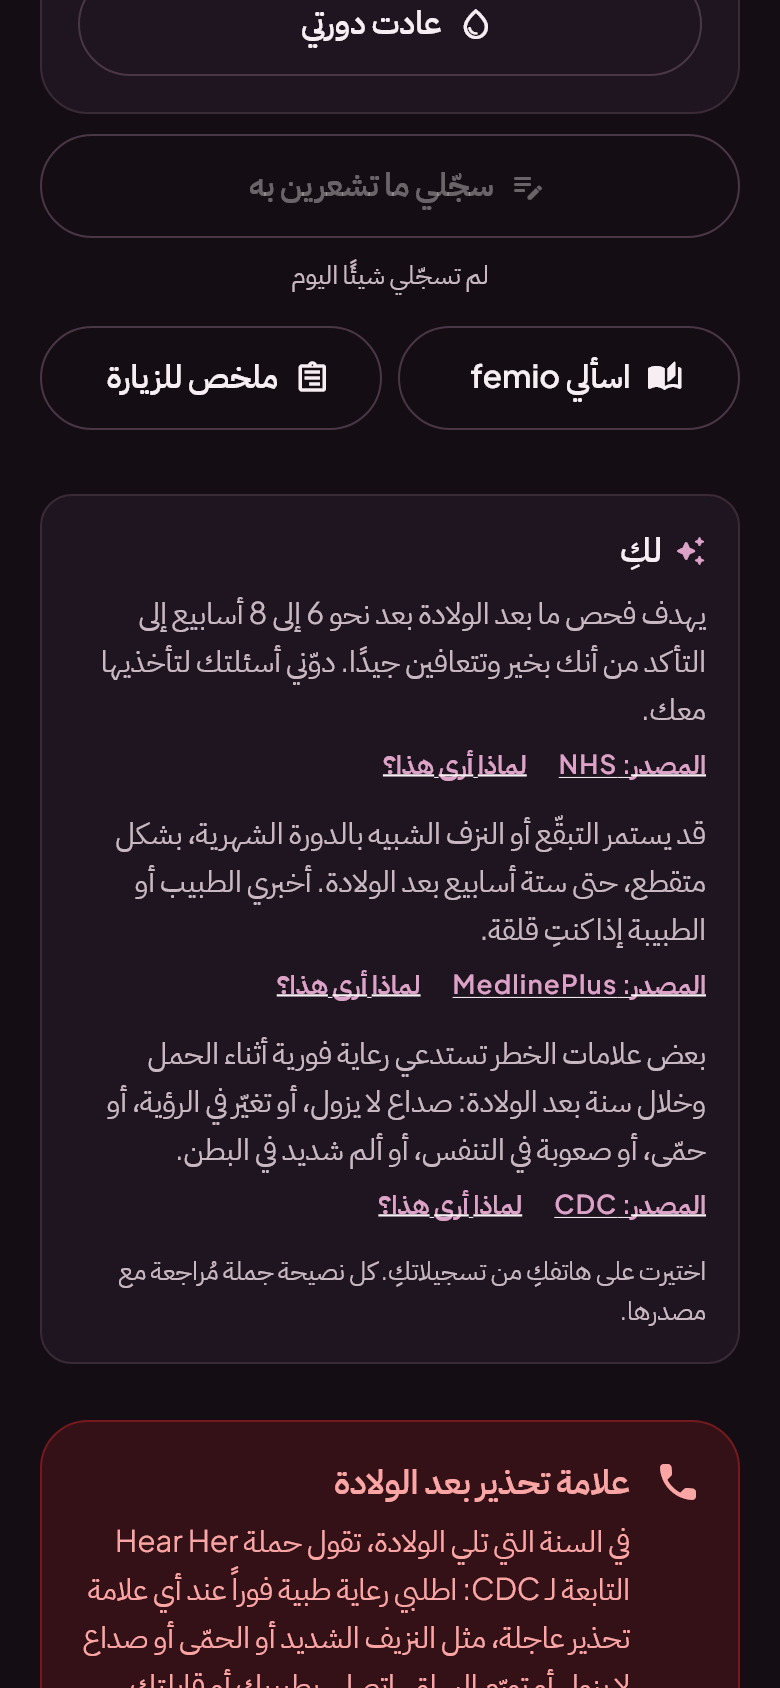 عادت دورتي
سجّلي ما تشعرين به
لم تسجّلي شيئًا اليوم
اسألي femio
ملخص للزيارة
لكِ
يهدف فحص ما بعد الولادة بعد نحو 6 إلى 8 أسابيع إلى
التأكد من أنك بخير وتتعافين جيدًا. دوّني أسئلتك لتأخذيها
معك.
المصدر: NHS لماذا أرى هذا؟
قد يستمر التبقّع أو النزف الشبيه بالدورة الشهرية، بشكل
متقطع، حتى ستة أسابيع بعد الولادة. أخبري الطبيب أو
الطبيبة إذا كنتِ قلقة.
المصدر: MedlinePlus لماذا أرى هذا؟
بعض علامات الخطر تستدعي رعاية فورية أثناء الحمل
وخلال سنة بعد الولادة: صداع لا يزول، أو تغيّر في الرؤية، أو
حمّى، أو صعوبة في التنفس، أو ألم شديد في البطن.
المصدر: CDC لماذا أرى هذا؟
اختيرت على هاتفكِ من تسجيلاتكِ. كل نصيحة جملة مُراجعة مع
مصدرها.
علامة تحذير بعد الولادة
في السنة التي تلي الولادة، تقول حملة Hear Her
التابعة لـ CDC: اطلبي رعاية طبية فوراً عند أي علامة
تحذير عاجلة، مثل النزيف الشديد أو الحمّى أو صداع